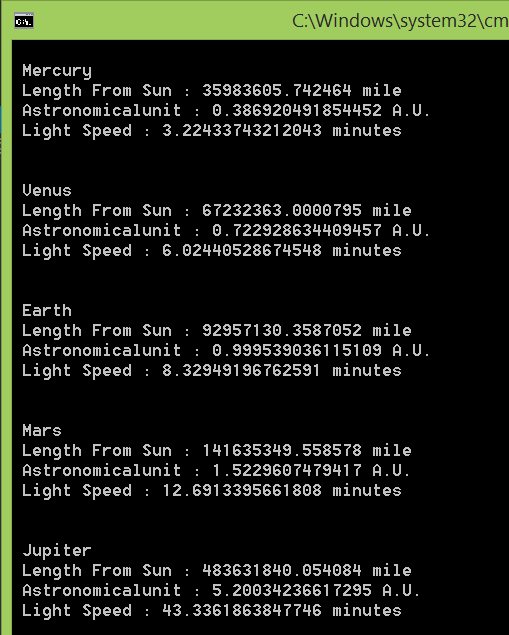 C:\Windows\system32\cm
Mercury
Length From Sun : 35983605.742464 mile
Astronomicalunit : 0.386920491854452 A.U.
Light Speed : 3.22433743212043 minutes
Venus
Length From Sun : 67232363.0000795 mile
Astronomicalunit : 0.722928634409457 A.U.
Light Speed : 6.02440528674548 minutes
Earth
Length From Sun : 92957130.3587052 mile
Astronomicalunit : 0.999539036115109 A.U.
Light Speed : 8.32949196762591 minutes
Mars
Length From Sun : 141635349.558578 mile
Astronomicalunit : 1.5229607479417 A.U.
Light Speed : 12.6913395661808 minutes
Jupiter
Length From Sun : 483631840.054084 mile
Astronomicalunit : 5.20034236617295 A.U.
Light Speed : 43.3361863847746 minutes